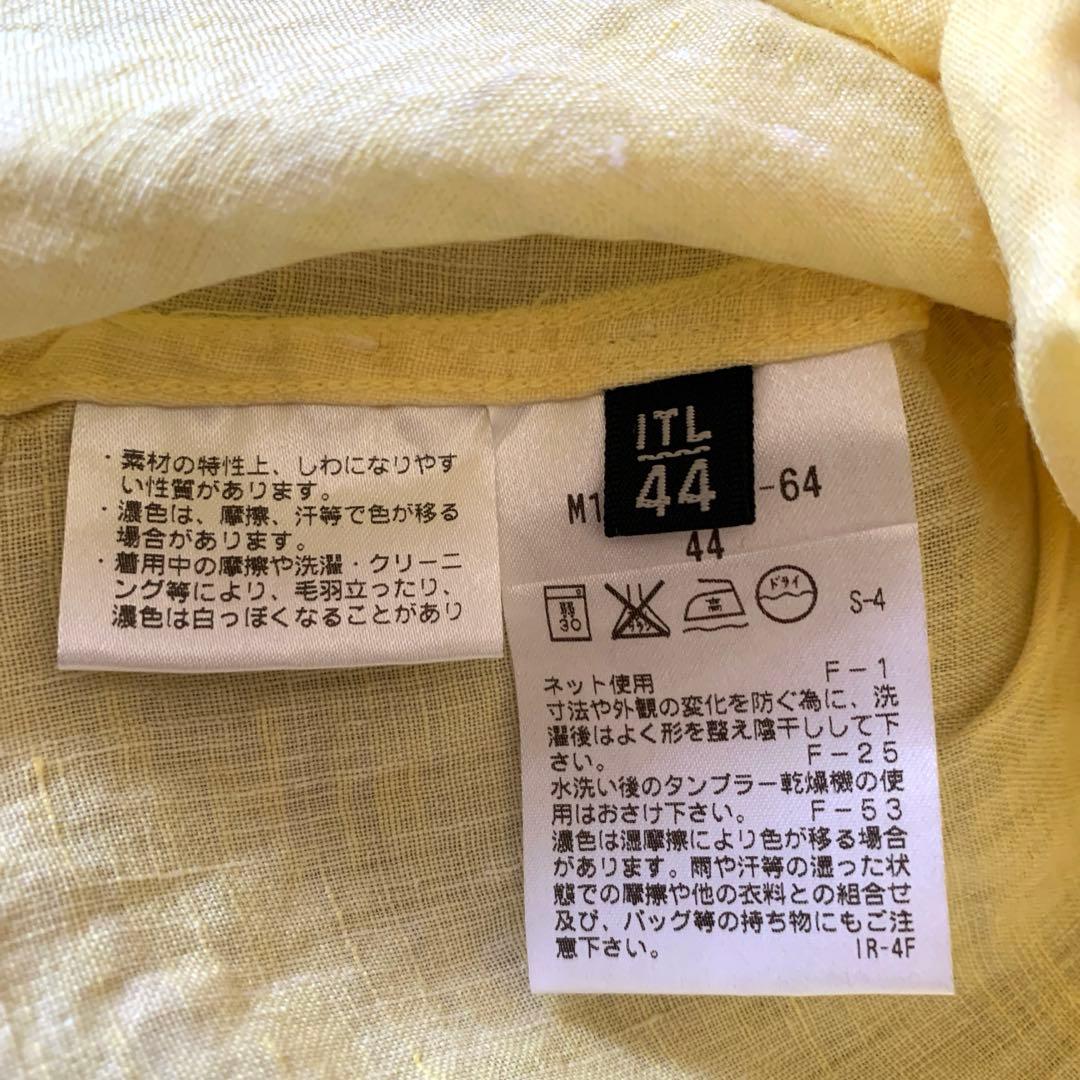 ・素材の特性上、しわになりやす
い性質があります。
・濃色は、摩擦、汗等で色が移る
場合があります。
・着用中の摩擦や洗濯・クリーニ
ング等により、毛羽立ったり、
濃色は白っぽくなることがあり
ITL
44
M1
-64
44
弱
30
高
ドライ
S-4
ネット使用 F-1
寸法や外観の変化を防ぐ為に、洗
濯後はよく形を整え陰干しして下
さい。 F-25
水洗い後のタンブラー乾燥機の使
用はおさけ下さい。 F-53
濃色は湿摩擦により色が移る場合
があります。雨や汗等の湿った状
態での摩擦や他の衣料との組合せ
及び、バッグ等の持ち物にもご注
意下さい。 IR-4F